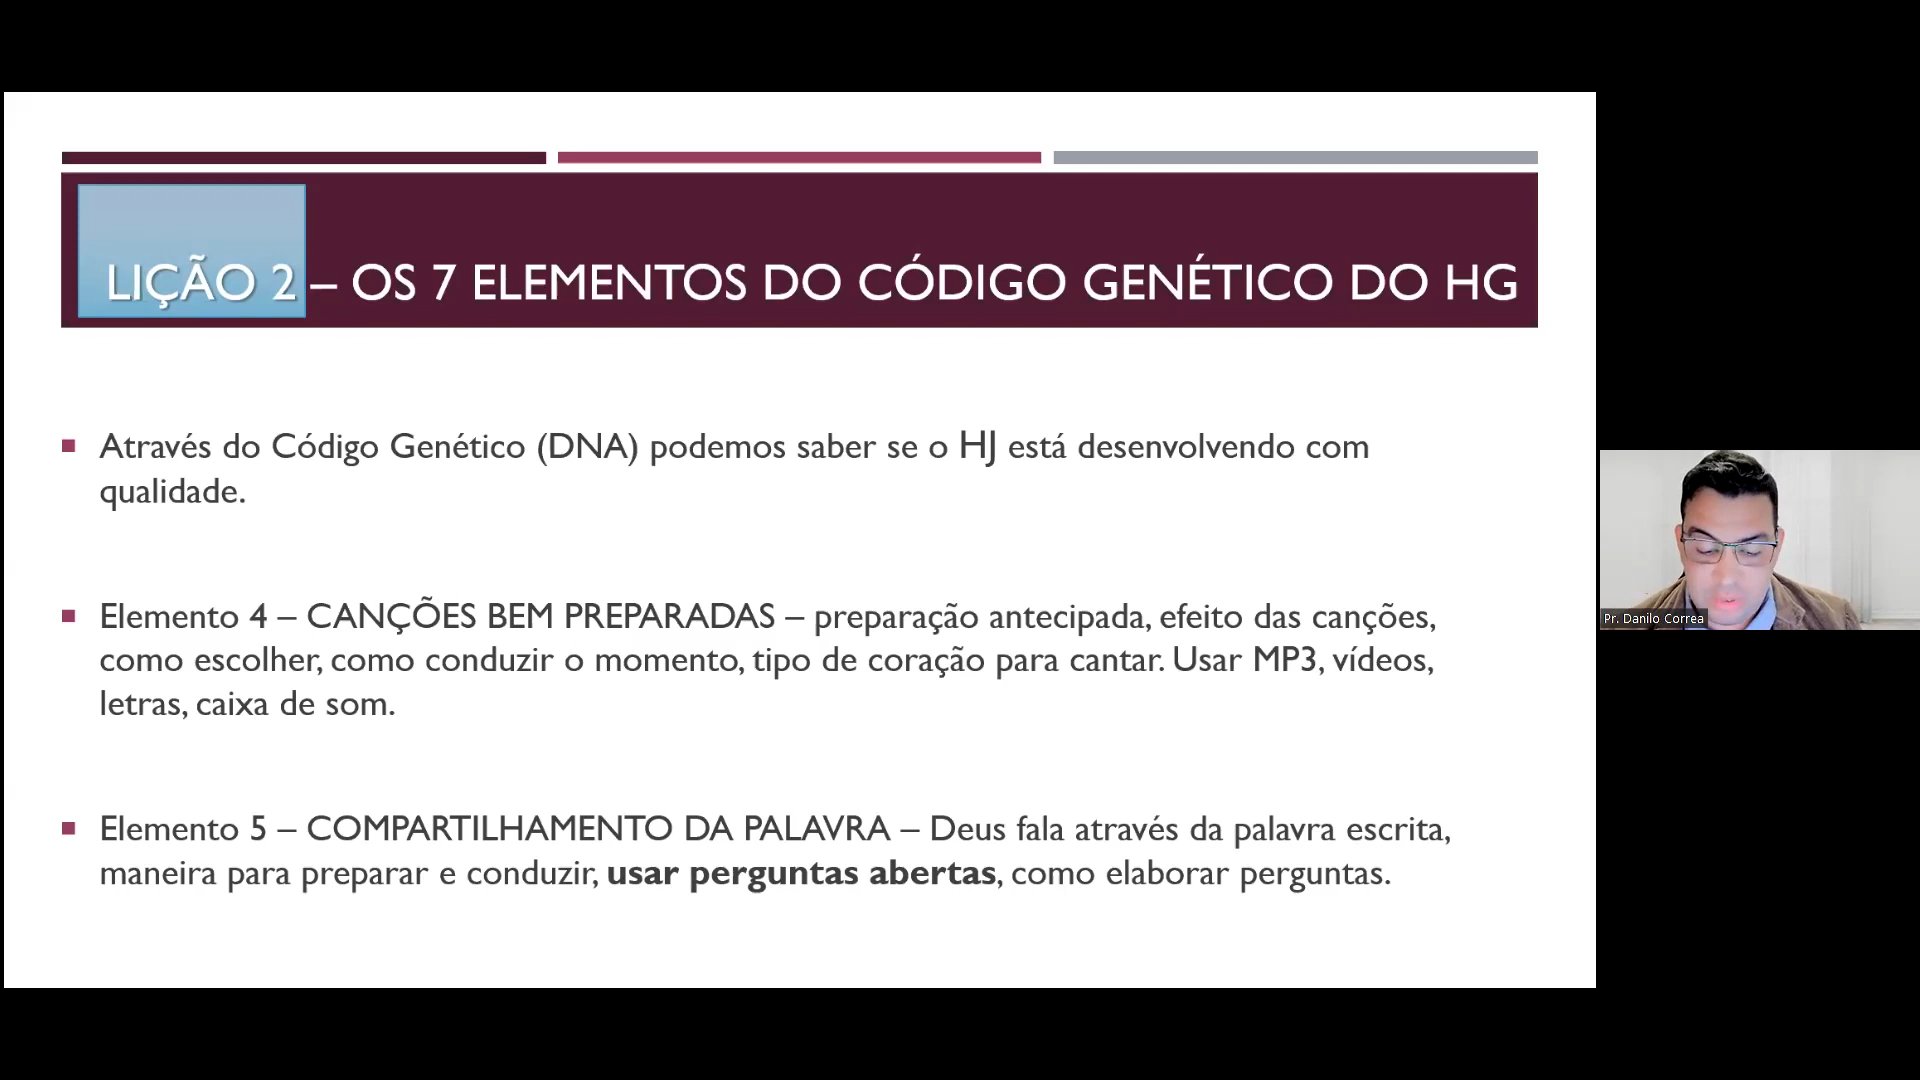 LIÇÃO 2 – OS 7 ELEMENTOS DO CÓDIGO GENÉTICO DO HG
Através do Código Genético (DNA) podemos saber se o HJ está desenvolvendo com
qualidade.
Elemento 4 – CANÇÕES BEM PREPARADAS – preparação antecipada, efeito das canções,
como escolher, como conduzir o momento, tipo de coração para cantar. Usar MP3, vídeos,
letras, caixa de som.
Elemento 5 – COMPARTILHAMENTO DA PALAVRA – Deus fala através da palavra escrita,
maneira para preparar e conduzir, usar perguntas abertas, como elaborar perguntas.
Pr. Danilo Correa